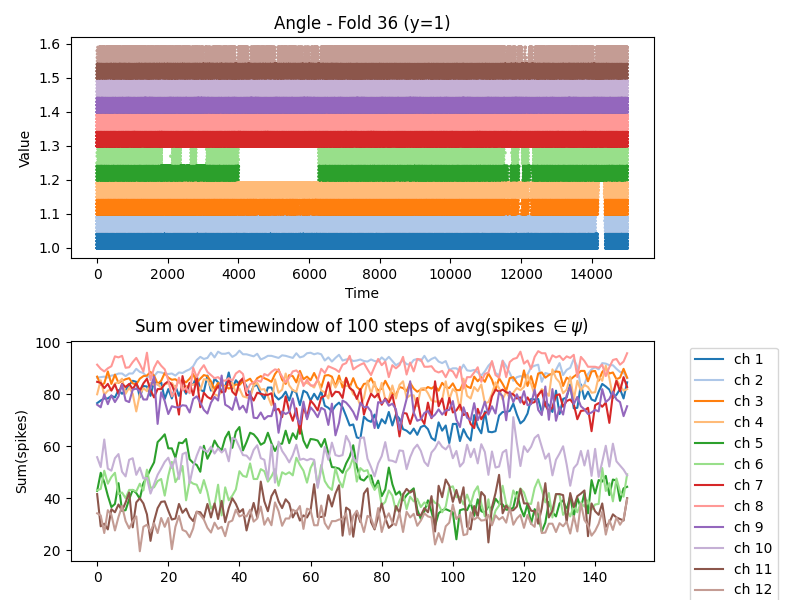 Angle - Fold 36 (y=1)
1.6
1.5
1.4
1.3
1.2
1.1
1.0
Value
0 2000 4000 6000 8000 10000 12000 14000
Time
Sum over timewindow of 100 steps of avg(spikes ∈ ψ)
100
80
60
40
20
Sum(spikes)
0 20 40 60 80 100 120 140
ch 1
ch 2
ch 3
ch 4
ch 5
ch 6
ch 7
ch 8
ch 9
ch 10
ch 11
ch 12